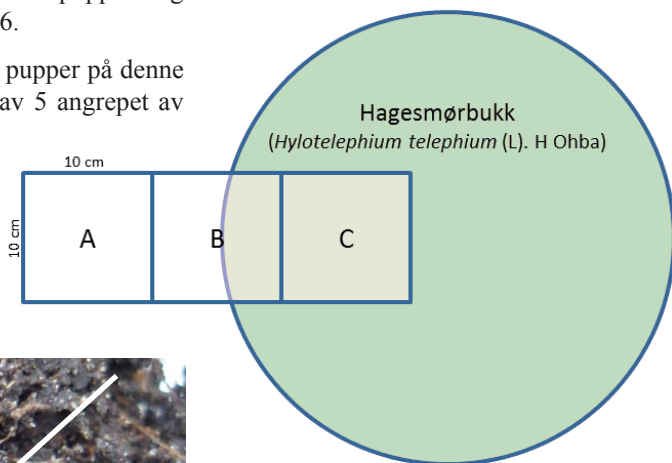 6.
pupper på denne
av 5 angrepet av
Hagesmørbukk
(Hylotelephium telephium (L). H Ohba)
10 cm
10 cm
A
B
C